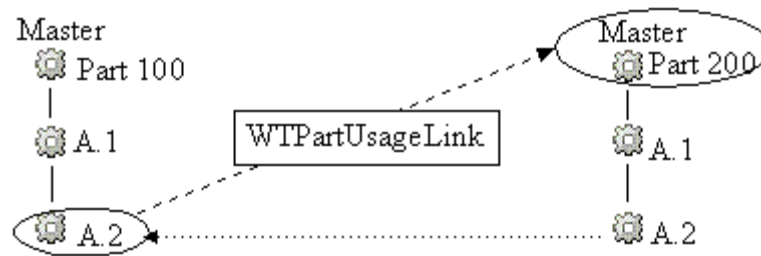 Master
Part 100
A.1
A.2
WTPartUsageLink
Master
Part 200
A.1
A.2